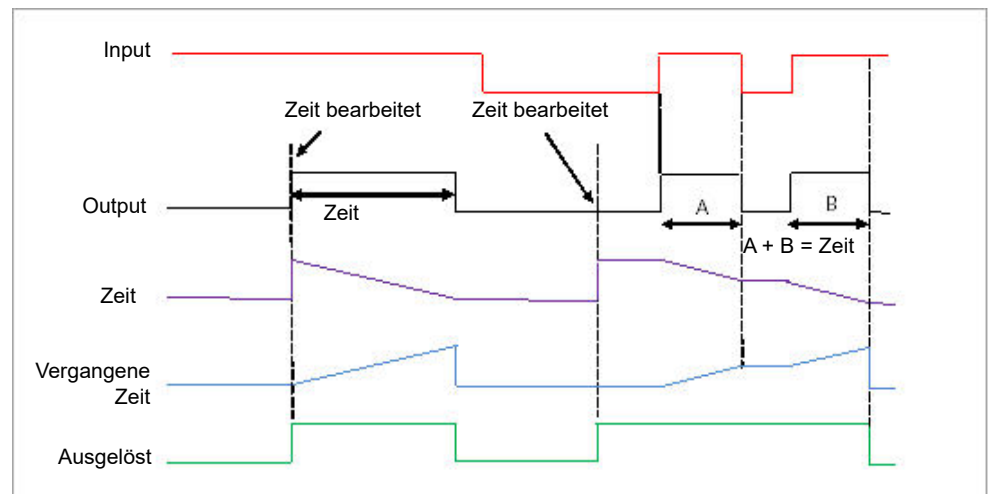 Input
Zeit bearbeitet
Zeit bearbeitet
Output
Zeit
A
B
A + B = Zeit
Zeit
Vergangene
Zeit
Ausgelöst